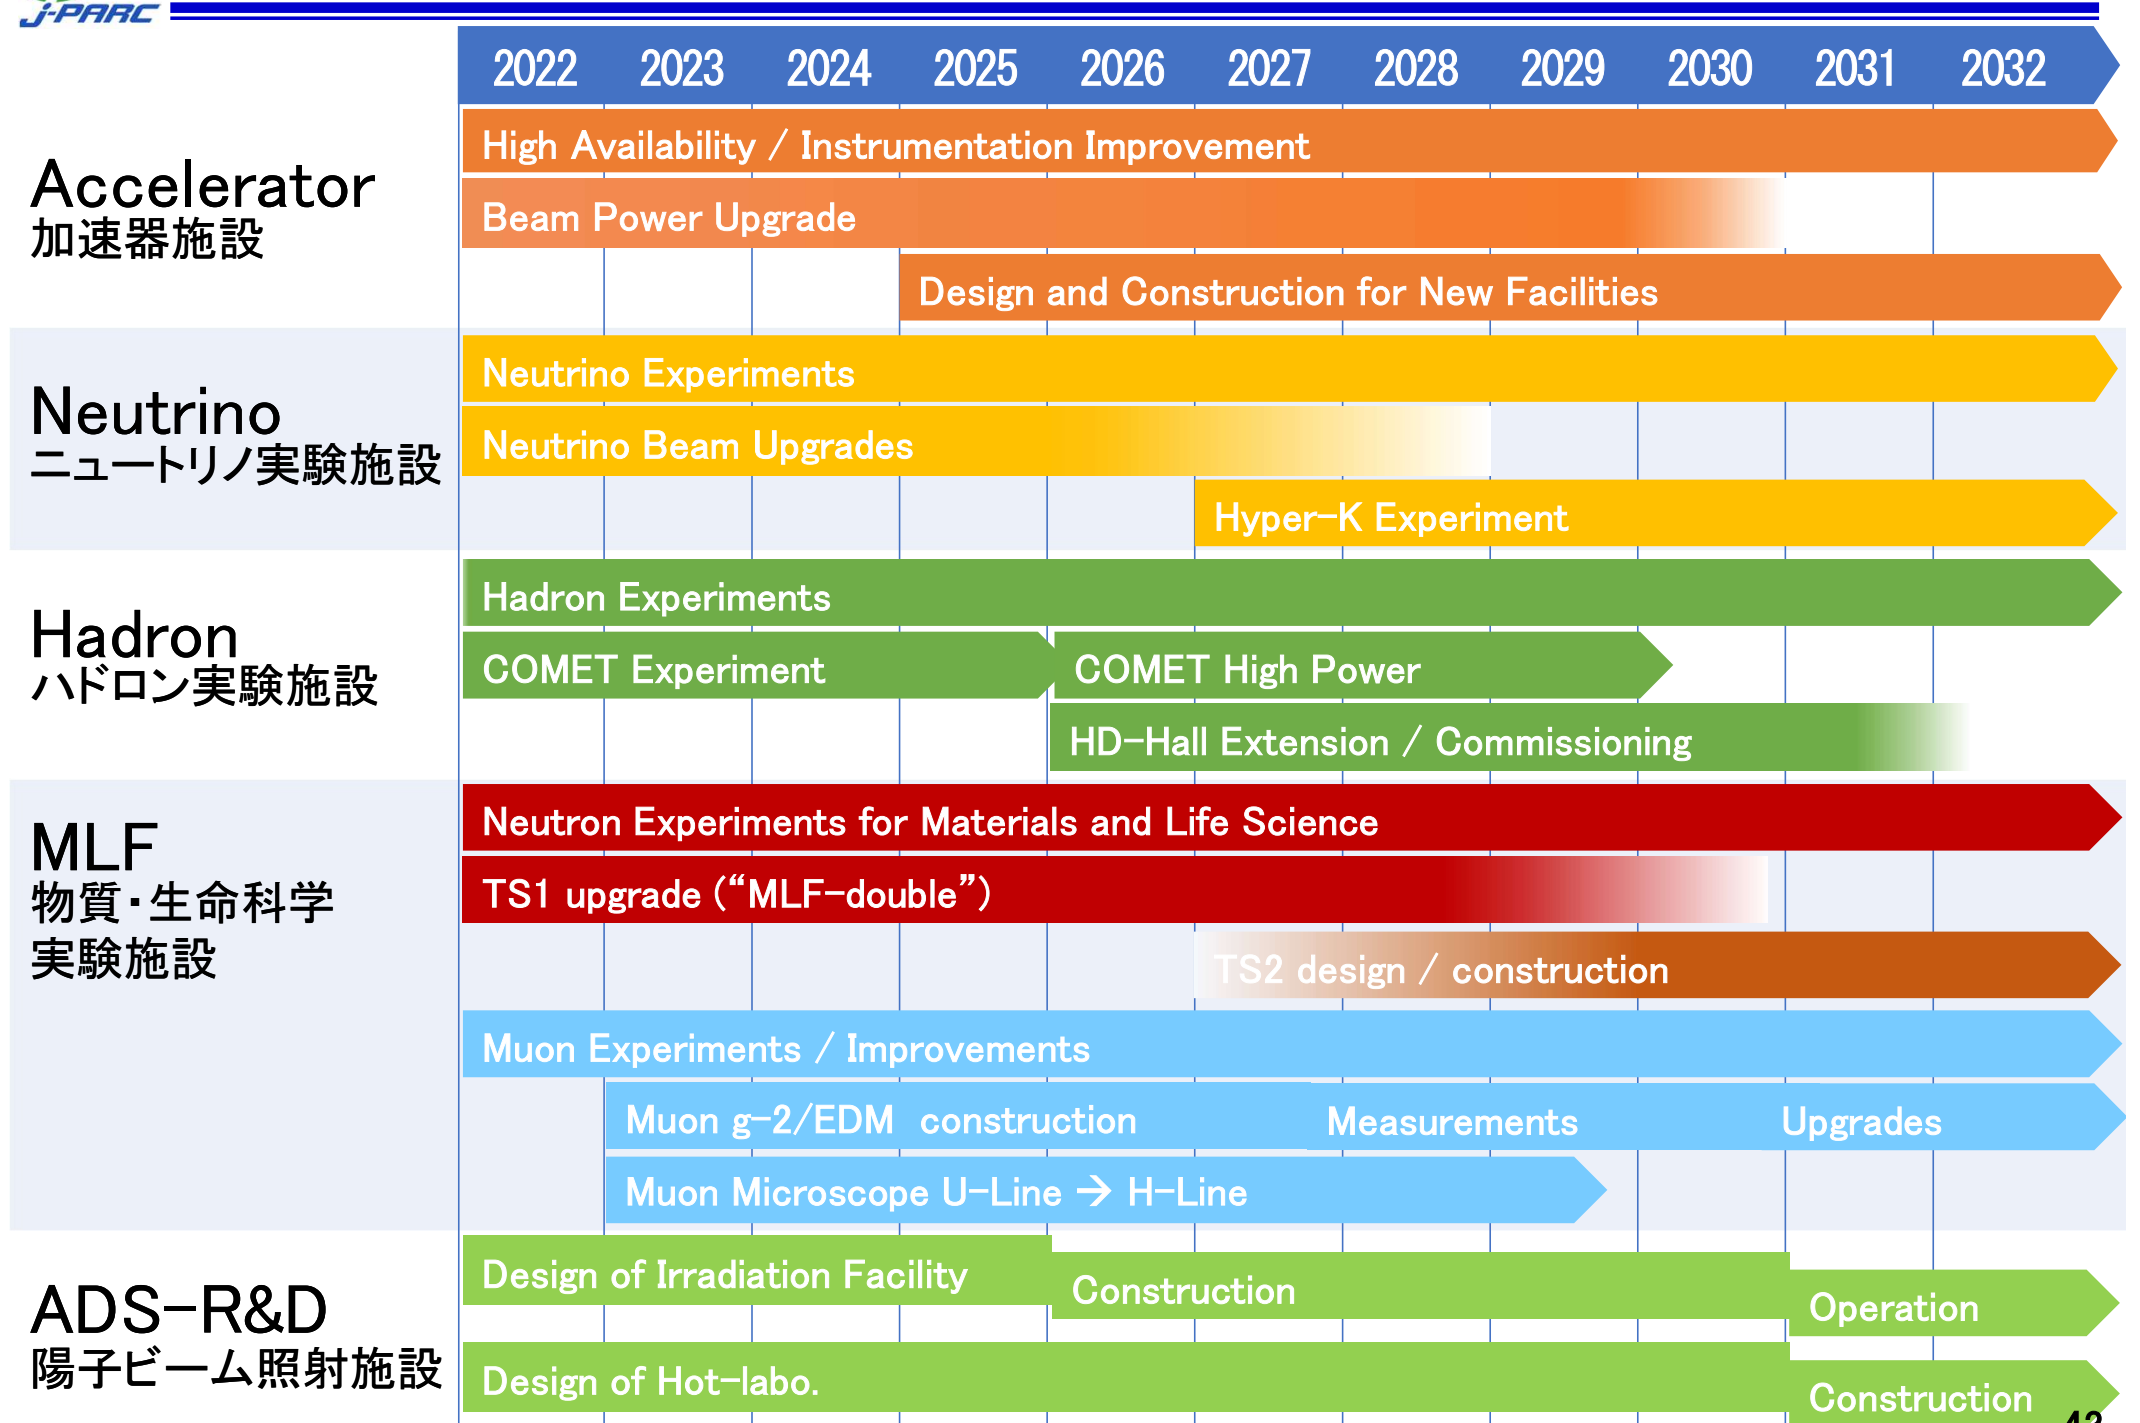 J-PARC
2022 2023 2024 2025 2026 2027 2028 2029 2030 2031 2032
Accelerator
加速器施設
High Availability / Instrumentation Improvement
Beam Power Upgrade
Design and Construction for New Facilities
Neutrino
ニュートリノ実験施設
Neutrino Experiments
Neutrino Beam Upgrades
Hyper-K Experiment
Hadron
ハドロン実験施設
Hadron Experiments
COMET Experiment COMET High Power
HD-Hall Extension / Commissioning
MLF
物質・生命科学
実験施設
Neutron Experiments for Materials and Life Science
TS1 upgrade (“MLF-double”)
TS2 design / construction
Muon Experiments / Improvements
Muon g-2/EDM construction Measurements Upgrades
Muon Microscope U-Line → H-Line
ADS-R&D
陽子ビーム照射施設
Design of Irradiation Facility Construction Operation
Design of Hot-labo. Construction